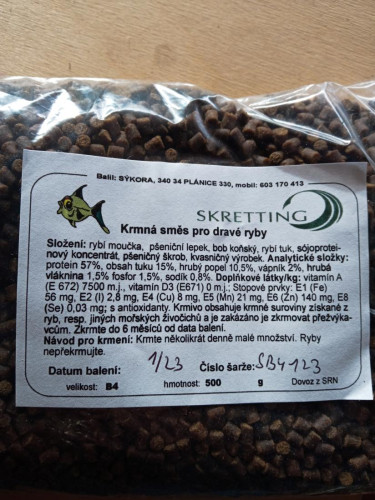 Balil: SÝKORA, 340 34 PLÁNICE 330, mobil: 603 170 413
SKRETTING
Krmná směs pro dravé ryby
Složení: rybí moučka, pšeničný lepek, bob koňský, rybí tuk, sójoprotei-
nový koncentrát, pšeničný škrob, kvasničný výrobek. Analytické složky:
protein 57%, obsah tuku 15%, hrubý popel 10,5%, vápník 2%, hrubá
vláknina 1,5% fosfor 1,5%, sodík 0,8%. Doplňkové látky/kg: vitamín A
(E 672) 7500 m.j., vitamín D3 (E671) 0 m.j.; Stopové prvky: E1 (Fe)
56 mg, E2 (I) 2,8 mg, E4 (Cu) 8 mg, E5 (Mn) 21 mg, E6 (Zn) 140 mg, E8
(Se) 0,03 mg; s antioxidanty. Krmivo obsahuje krmné suroviny získané z
ryb, resp. jiných mořských živočichů a je zakázáno je zkrmovat přežvýka-
vcům. Zkrmte do 6 měsíců od data balení.
Návod pro krmení: Krmte několikrát denně malé množství. Ryby
nepřekrmujte.
Datum balení: 1/23 Číslo šarže: SB4123
velikost: B4 hmotnost: 500 g Dovoz z SRN